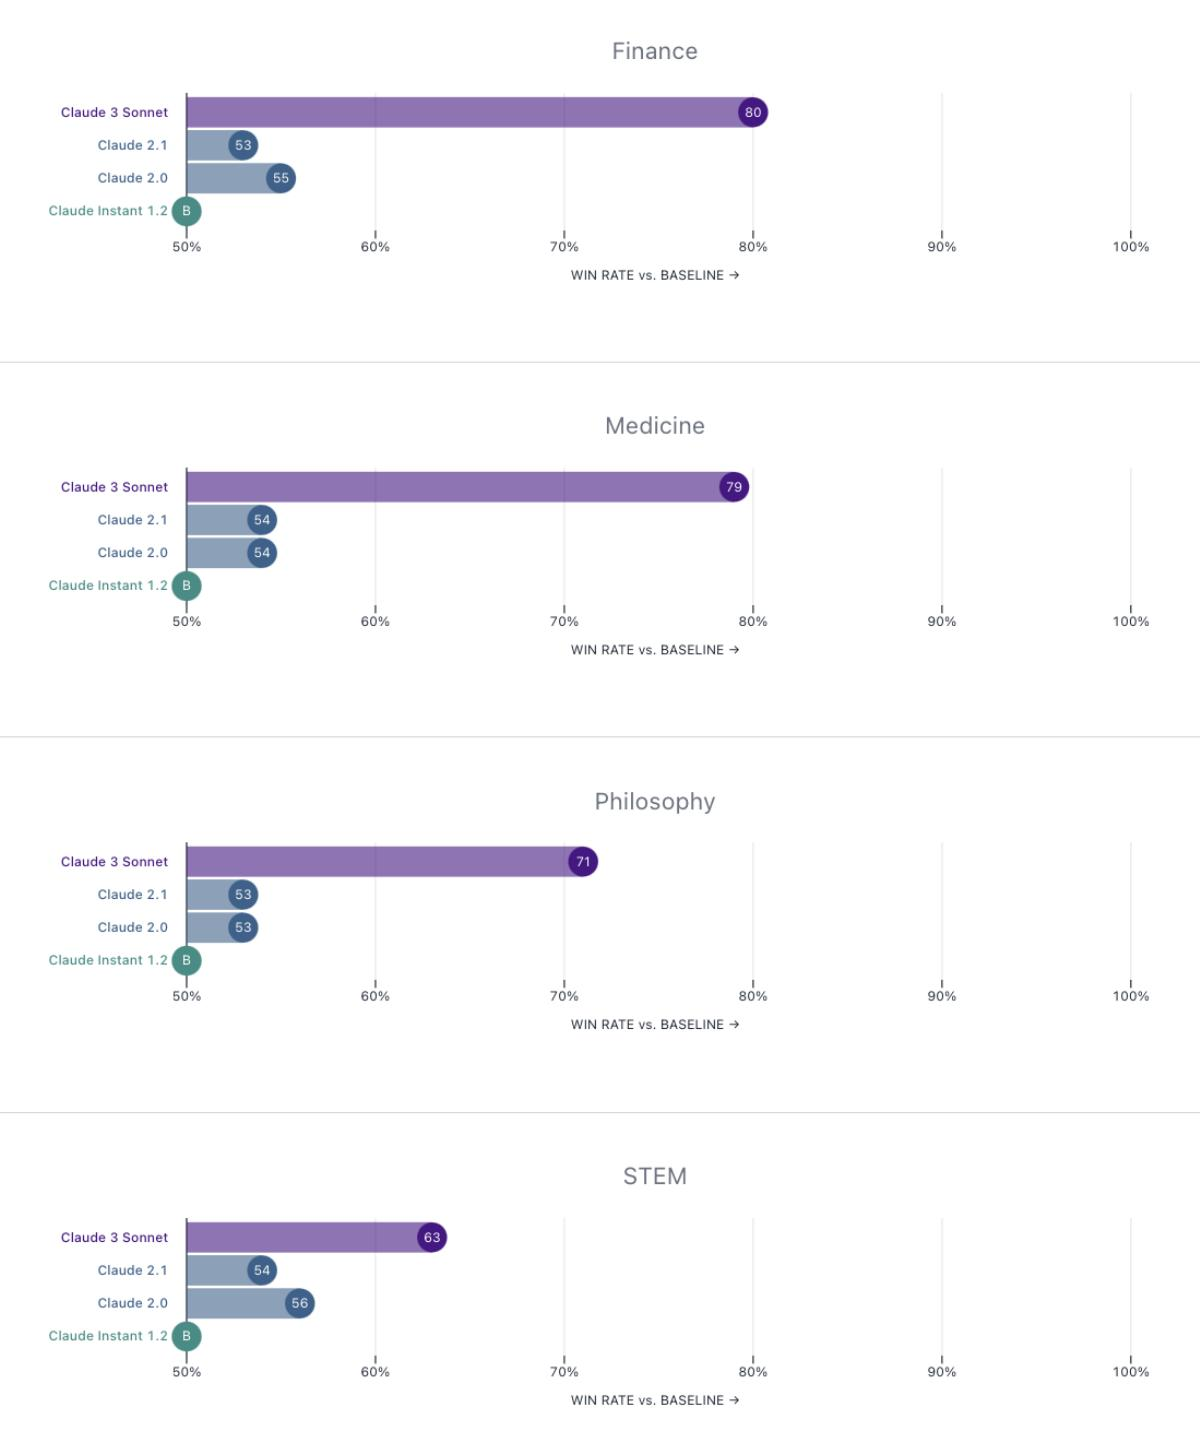 Finance
Claude 3 Sonnet 80
Claude 2.1 53
Claude 2.0 55
Claude Instant 1.2 B
50% 60% 70% 80% 90% 100%
WIN RATE vs. BASELINE →
Medicine
Claude 3 Sonnet 79
Claude 2.1 54
Claude 2.0 54
Claude Instant 1.2 B
50% 60% 70% 80% 90% 100%
WIN RATE vs. BASELINE →
Philosophy
Claude 3 Sonnet 71
Claude 2.1 53
Claude 2.0 53
Claude Instant 1.2 B
50% 60% 70% 80% 90% 100%
WIN RATE vs. BASELINE →
STEM
Claude 3 Sonnet 63
Claude 2.1 54
Claude 2.0 56
Claude Instant 1.2 B
50% 60% 70% 80% 90% 100%
WIN RATE vs. BASELINE →